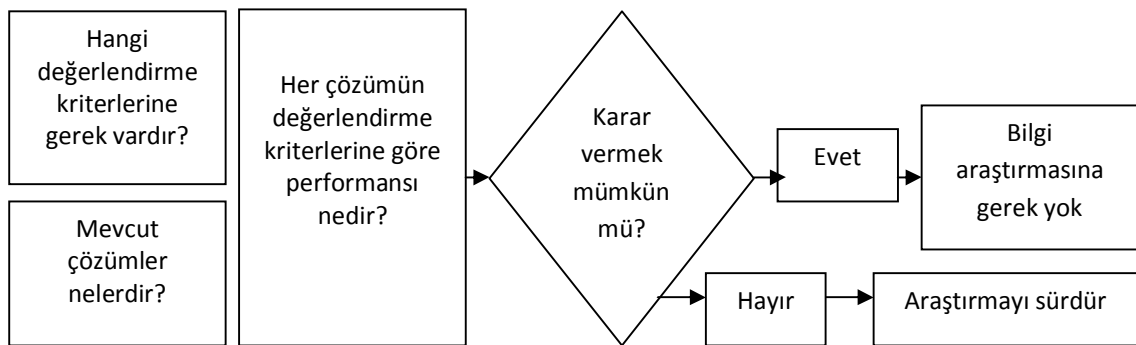 Hangi
değerlendirme
kriterlerine
gerek vardır?
Mevcut
çözümler
nelerdir?
Her çözümün
değerlendirme
kriterlerine göre
performansı
nedir?
Karar
vermek
mümkün
mü?
Evet
Bilgi
araştırmasına
gerek yok
Hayır
Araştırmayı sürdür